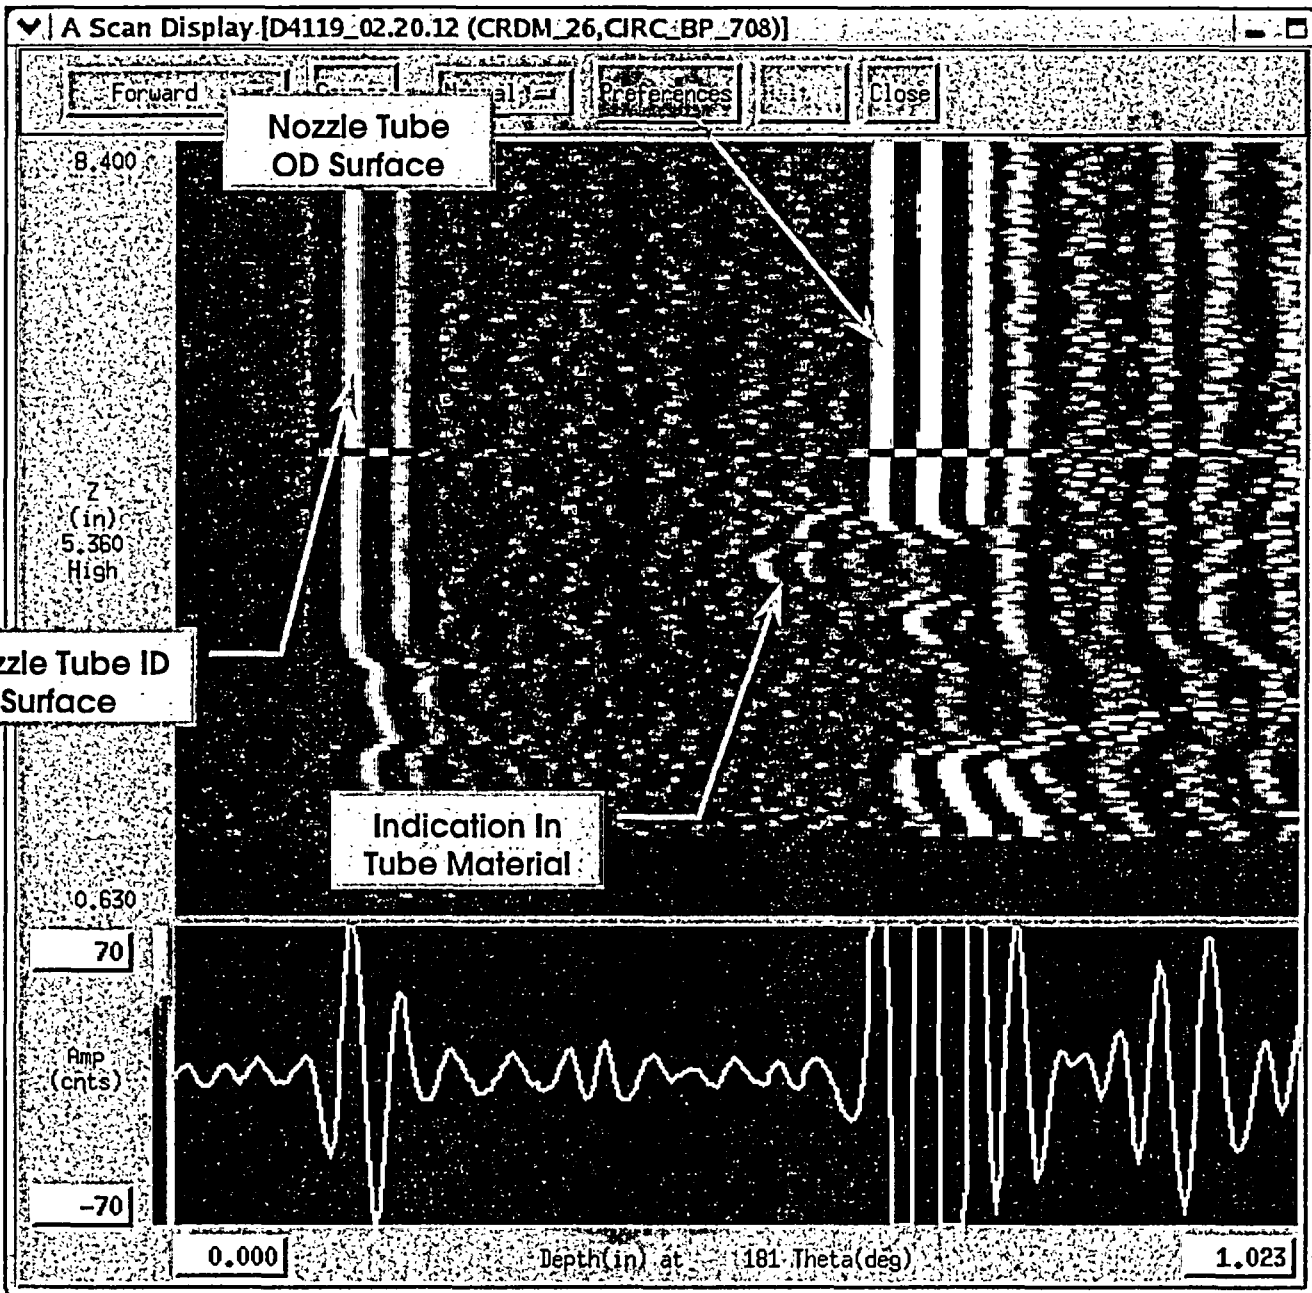 A Scan Display [D4119_02.20.12 (CRDM_26,CIRC_BP_708)]
Forward
Preferences
Close
Nozzle Tube
OD Surface
8.400
Z
(in)
5.360
High
zzle Tube ID
Surface
Indication In
Tube Material
0.630
70
Amp
(cnts)
-70
0.000
Depth(in) at 181 Theta(deg)
1.023